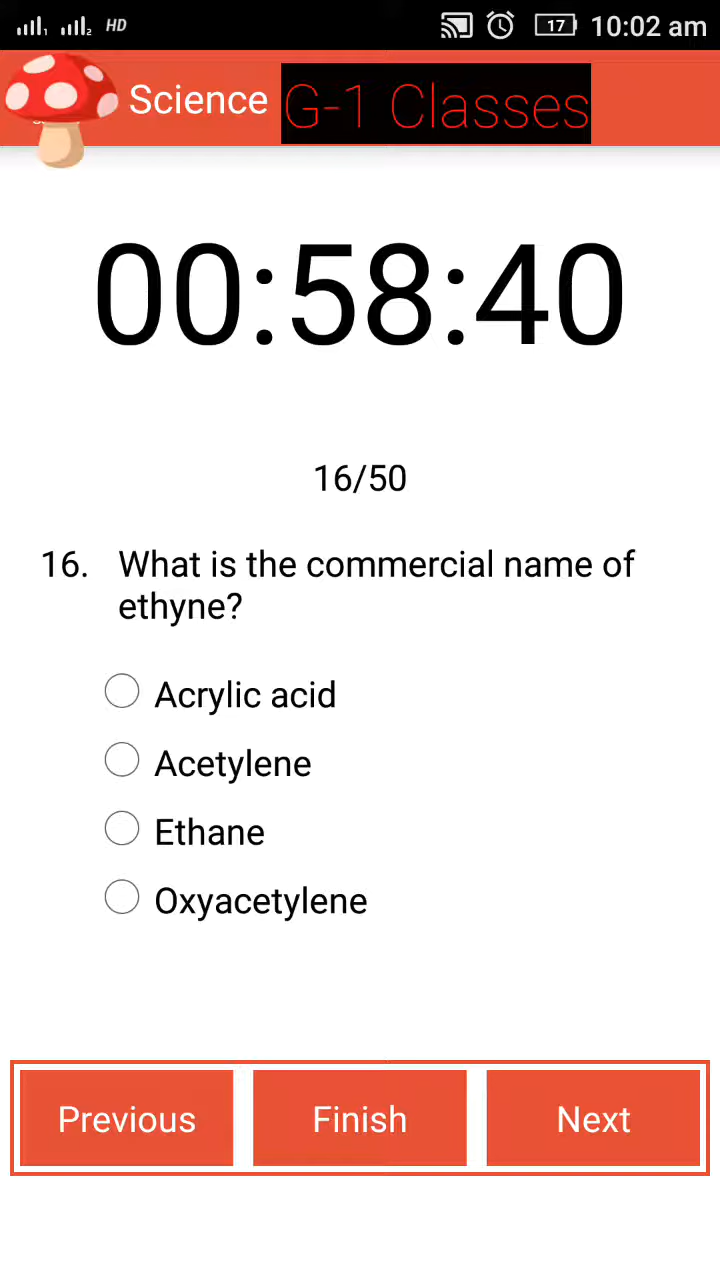 HD 17 10:02 am
Science G-1 Classes
00:58:40
16/50
16. What is the commercial name of
ethyne?
Acrylic acid
Acetylene
Ethane
Oxyacetylene
Previous Finish Next